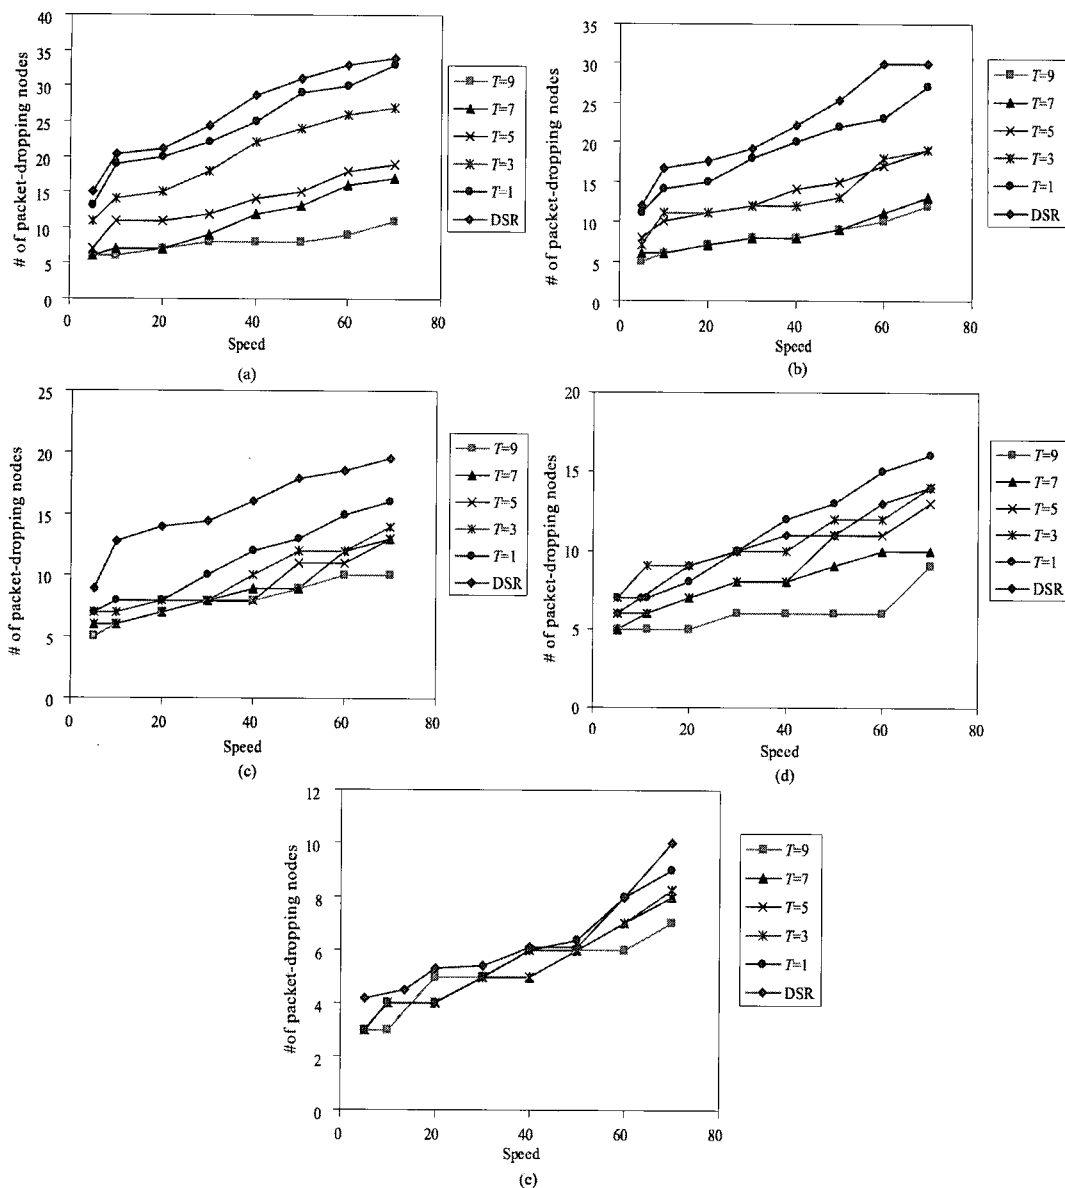 40
35
30
25
20
15
10
5
0
# of packet-dropping nodes
0 20 40 60 80
Speed
T=9
T=7
T=5
T=3
T=1
DSR
(a)
35
30
25
20
15
10
5
0
# of packet-dropping nodes
0 20 40 60 80
Speed
T=9
T=7
T=5
T=3
T=1
DSR
(b)
25
20
15
10
5
0
# of packet-dropping nodes
0 20 40 60 80
Speed
T=9
T=7
T=5
T=3
T=1
DSR
(c)
20
15
10
5
0
# of packet-dropping nodes
0 20 40 60 80
Speed
T=9
T=7
T=5
T=3
T=1
DSR
(d)
12
10
8
6
4
2
0
#of packet-dropping nodes
0 20 40 60 80
Speed
T=9
T=7
T=5
T=3
T=1
DSR
(e)